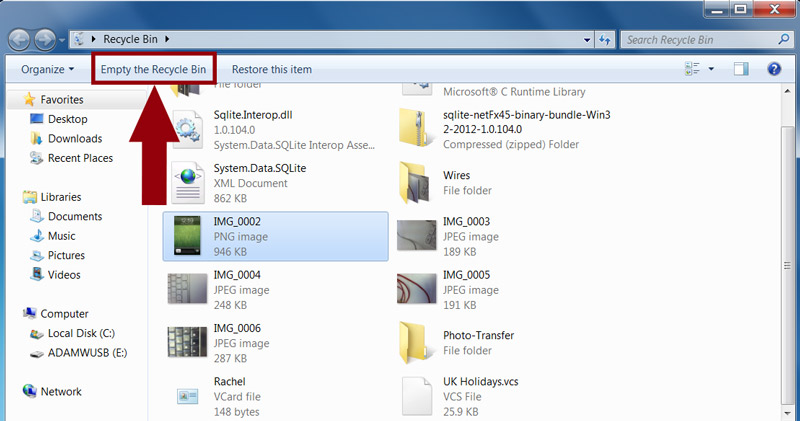 Recycle Bin
Search Recycle Bin
Organize Empty the Recycle Bin Restore this item
Favorites
Desktop
Downloads
Recent Places
Libraries
Documents
Music
Pictures
Videos
Computer
Local Disk (C:)
ADAMWUSB (E:)
Network
File folder
Microsoft® C Runtime Library
Sqlite.Interop.dll
1.0.104.0
System.Data.SQLite Interop Asse...
sqlite-netFx45-binary-bundle-Win3
2-2012-1.0.104.0
Compressed (zipped) Folder
System.Data.SQLite
XML Document
862 KB
Wires
File folder
IMG_0002
PNG image
946 KB
IMG_0003
JPEG image
189 KB
IMG_0004
JPEG image
248 KB
IMG_0005
JPEG image
191 KB
IMG_0006
JPEG image
287 KB
Photo-Transfer
File folder
Rachel
VCard file
148 bytes
UK Holidays.vcs
VCS File
25.9 KB